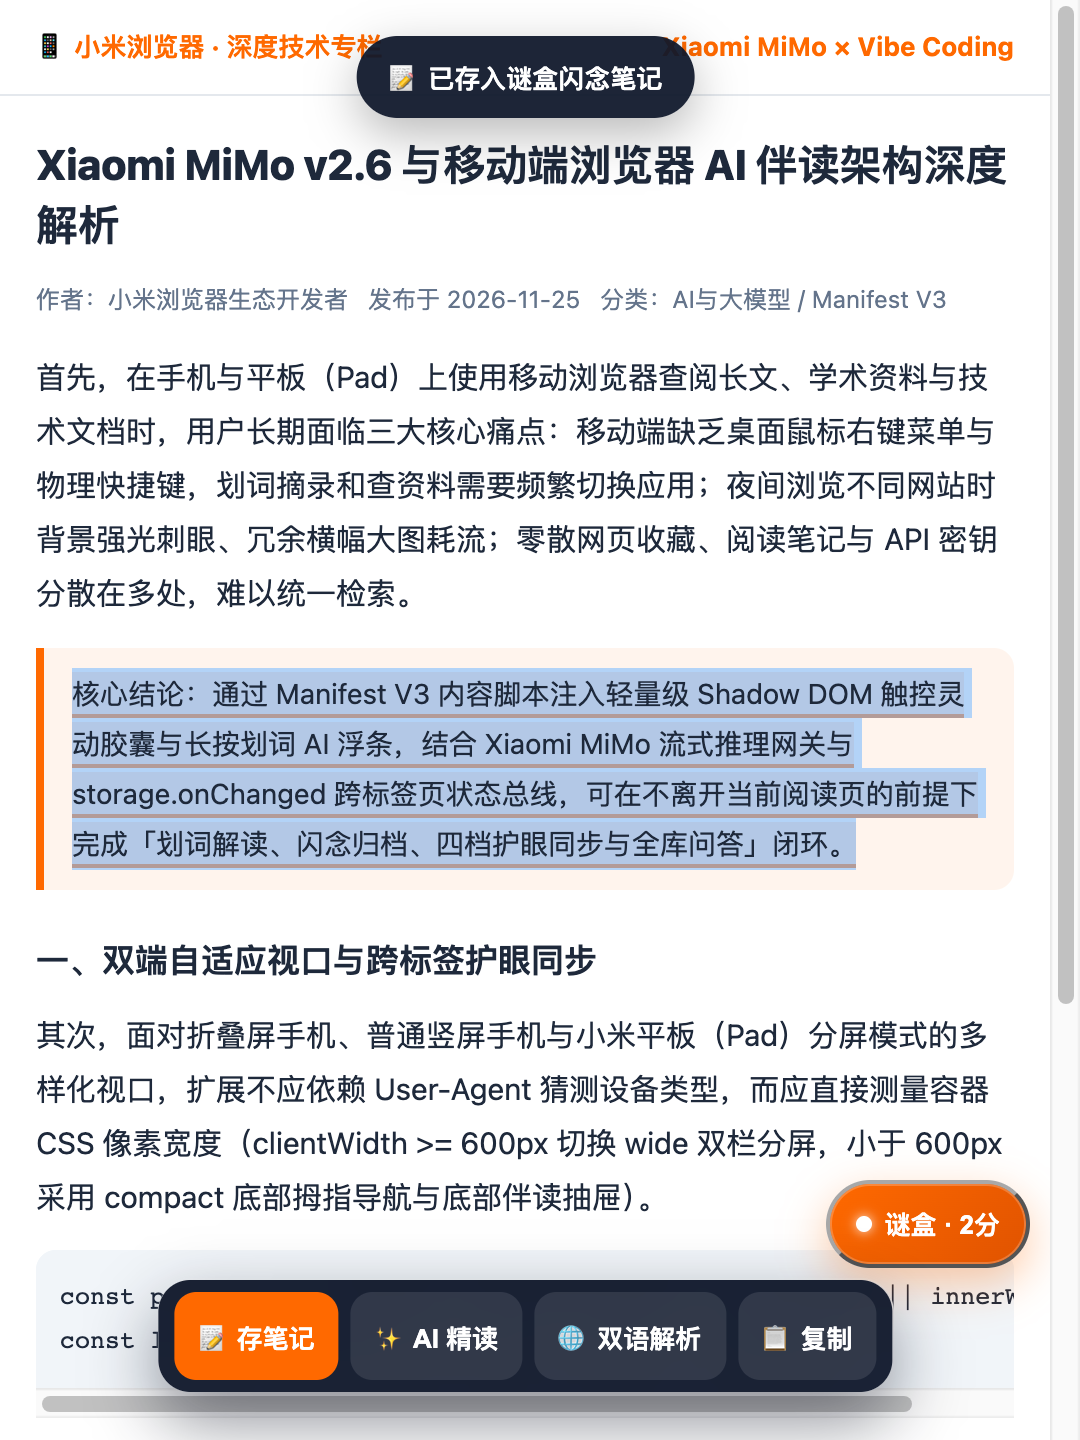 📱 小米浏览器 · 深度技术专栏
Xiaomi MiMo × Vibe Coding
📝 已存入谜盒闪念笔记
Xiaomi MiMo v2.6 与移动端浏览器 AI 伴读架构深度
解析
作者：小米浏览器生态开发者 发布于 2026-11-25 分类：AI与大模型 / Manifest V3
首先，在手机与平板（Pad）上使用移动浏览器查阅长文、学术资料与技
术文档时，用户长期面临三大核心痛点：移动端缺乏桌面鼠标右键菜单与
物理快捷键，划词摘录和查资料需要频繁切换应用；夜间浏览不同网站时
背景强光刺眼、冗余横幅大图耗流；零散网页收藏、阅读笔记与 API 密钥
分散在多处，难以统一检索。
核心结论：通过 Manifest V3 内容脚本注入轻量级 Shadow DOM 触控灵
动胶囊与长按划词 AI 浮条，结合 Xiaomi MiMo 流式推理网关与
storage.onChanged 跨标签页状态总线，可在不离开当前阅读页的前提下
完成「划词解读、闪念归档、四档护眼同步与全库问答」闭环。
一、双端自适应视口与跨标签护眼同步
其次，面对折叠屏手机、普通竖屏手机与小米平板（Pad）分屏模式的多
样化视口，扩展不应依赖 User-Agent 猜测设备类型，而应直接测量容器
CSS 像素宽度（clientWidth >= 600px 切换 wide 双栏分屏，小于 600px
采用 compact 底部拇指导航与底部伴读抽屉）。
谜盒 · 2分
const p
|| innerW
const
📝 存笔记
✨ AI 精读
🌐 双语解析
📋 复制